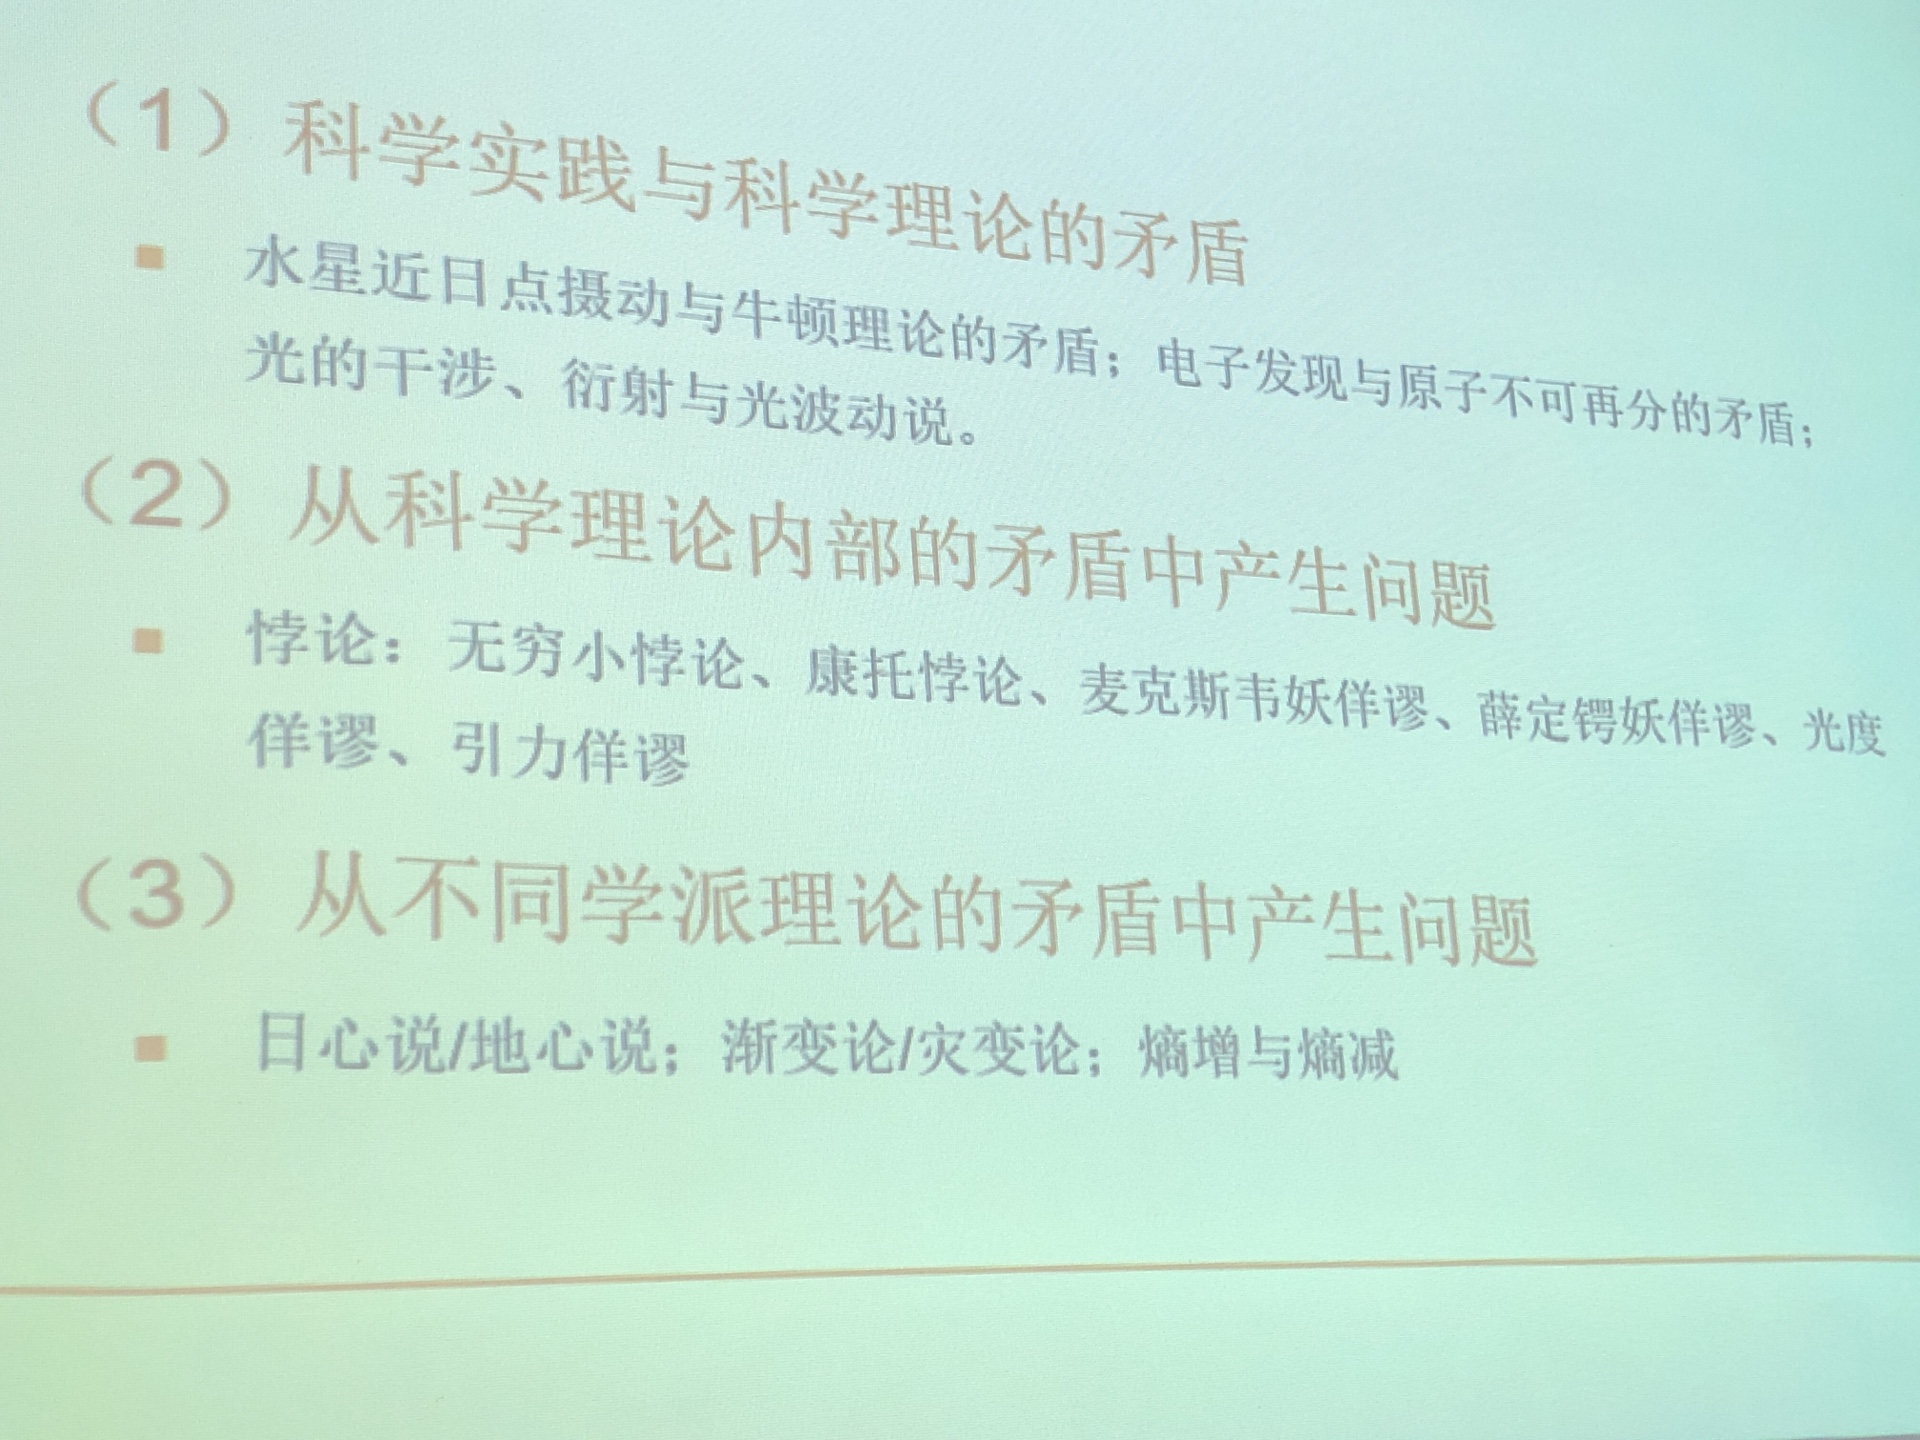 （1）科学实践与科学理论的矛盾
水星近日点摄动与牛顿理论的矛盾；电子发现与原子不可再分的矛盾；
光的干涉、衍射与光波动说。
（2）从科学理论内部的矛盾中产生问题
悖论：无穷小悖论、康托悖论、麦克斯韦妖佯谬、薛定锷妖佯谬、光度
佯谬、引力佯谬
（3）从不同学派理论的矛盾中产生问题
日心说/地心说；渐变论/灾变论；熵增与熵减